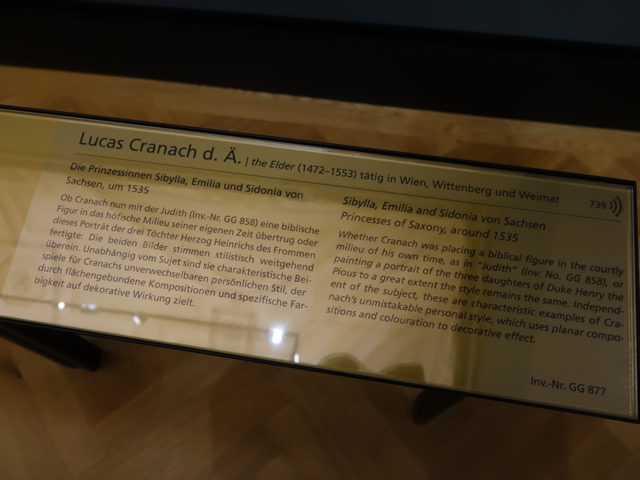 Lucas Cranach d. Ä. | the Elder (1472–1553) tätig in Wien, Wittenberg und Weimar
739
Die Prinzessinnen Sibylla, Emilia und Sidonia von
Sachsen, um 1535
Ob Cranach nun mit der Judith (Inv.-Nr. GG 858) eine biblische
Figur in das höfische Milieu seiner eigenen Zeit übertrug oder
dieses Porträt der drei Töchter Herzog Heinrichs des Frommen
fertigte: Die beiden Bilder stimmen stilistisch weitgehend
überein. Unabhängig vom Sujet sind sie charakteristische Bei-
spiele für Cranachs unverwechselbaren persönlichen Stil, der
durch flächengebundene Kompositionen und spezifische Far-
bigkeit auf dekorative Wirkung zielt.
Sibylla, Emilia and Sidonia von Sachsen
Princesses of Saxony, around 1535
Whether Cranach was placing a biblical figure in the courtly
milieu of his own time, as in "Judith" (Inv. No. GG 858), or
painting a portrait of the three daughters of Duke Henry the
Pious to a great extent the style remains the same. Independ-
ent of the subject, these are characteristic examples of Cra-
nach's unmistakable personal style, which uses planar compo-
sitions and colouration to decorative effect.
Inv.-Nr. GG 877